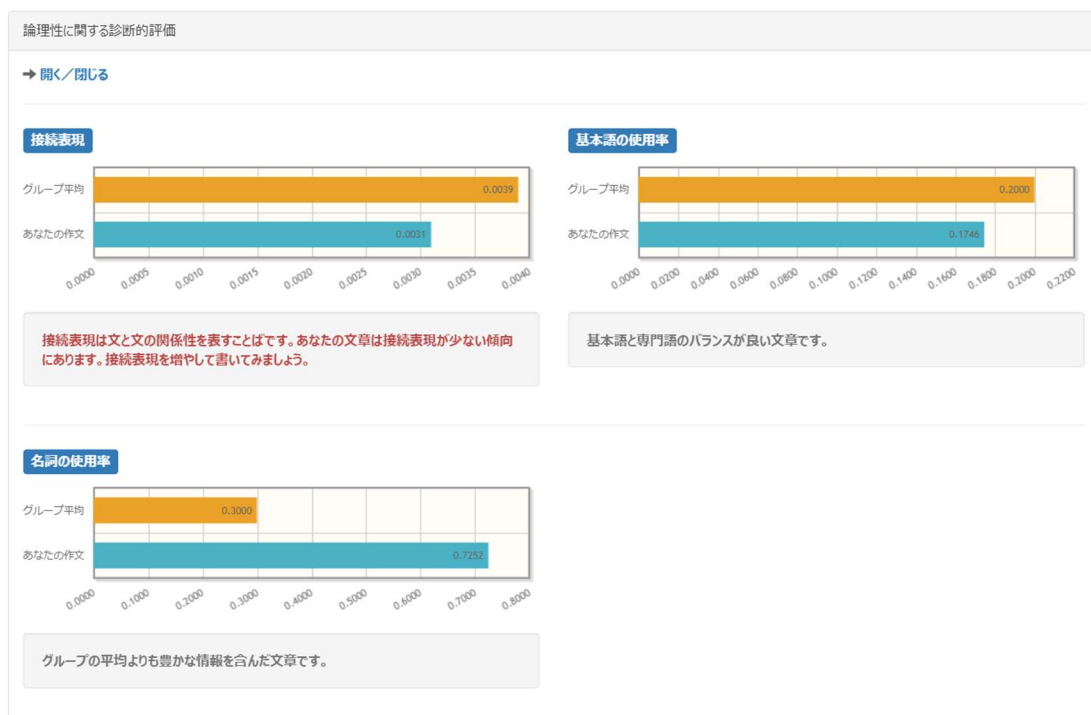 論理性に関する診断的評価
➔ 開く／閉じる
接続表現
グループ平均
0.0039
あなたの作文
0.0031
0.0000 0.0005 0.0010 0.0015 0.0020 0.0025 0.0030 0.0035 0.0040
接続表現は文と文の関係性を表すことばです。あなたの文章は接続表現が少ない傾向
にあります。接続表現を増やして書いてみましょう。
基本語の使用率
グループ平均
0.2000
あなたの作文
0.1746
0.0000 0.0200 0.0400 0.0600 0.0800 0.1000 0.1200 0.1400 0.1600 0.1800 0.2000 0.2200
基本語と専門語のバランスが良い文章です。
名詞の使用率
グループ平均
0.3000
あなたの作文
0.7252
0.0000 0.1000 0.2000 0.3000 0.4000 0.5000 0.6000 0.7000 0.8000
グループの平均よりも豊かな情報を含んだ文章です。